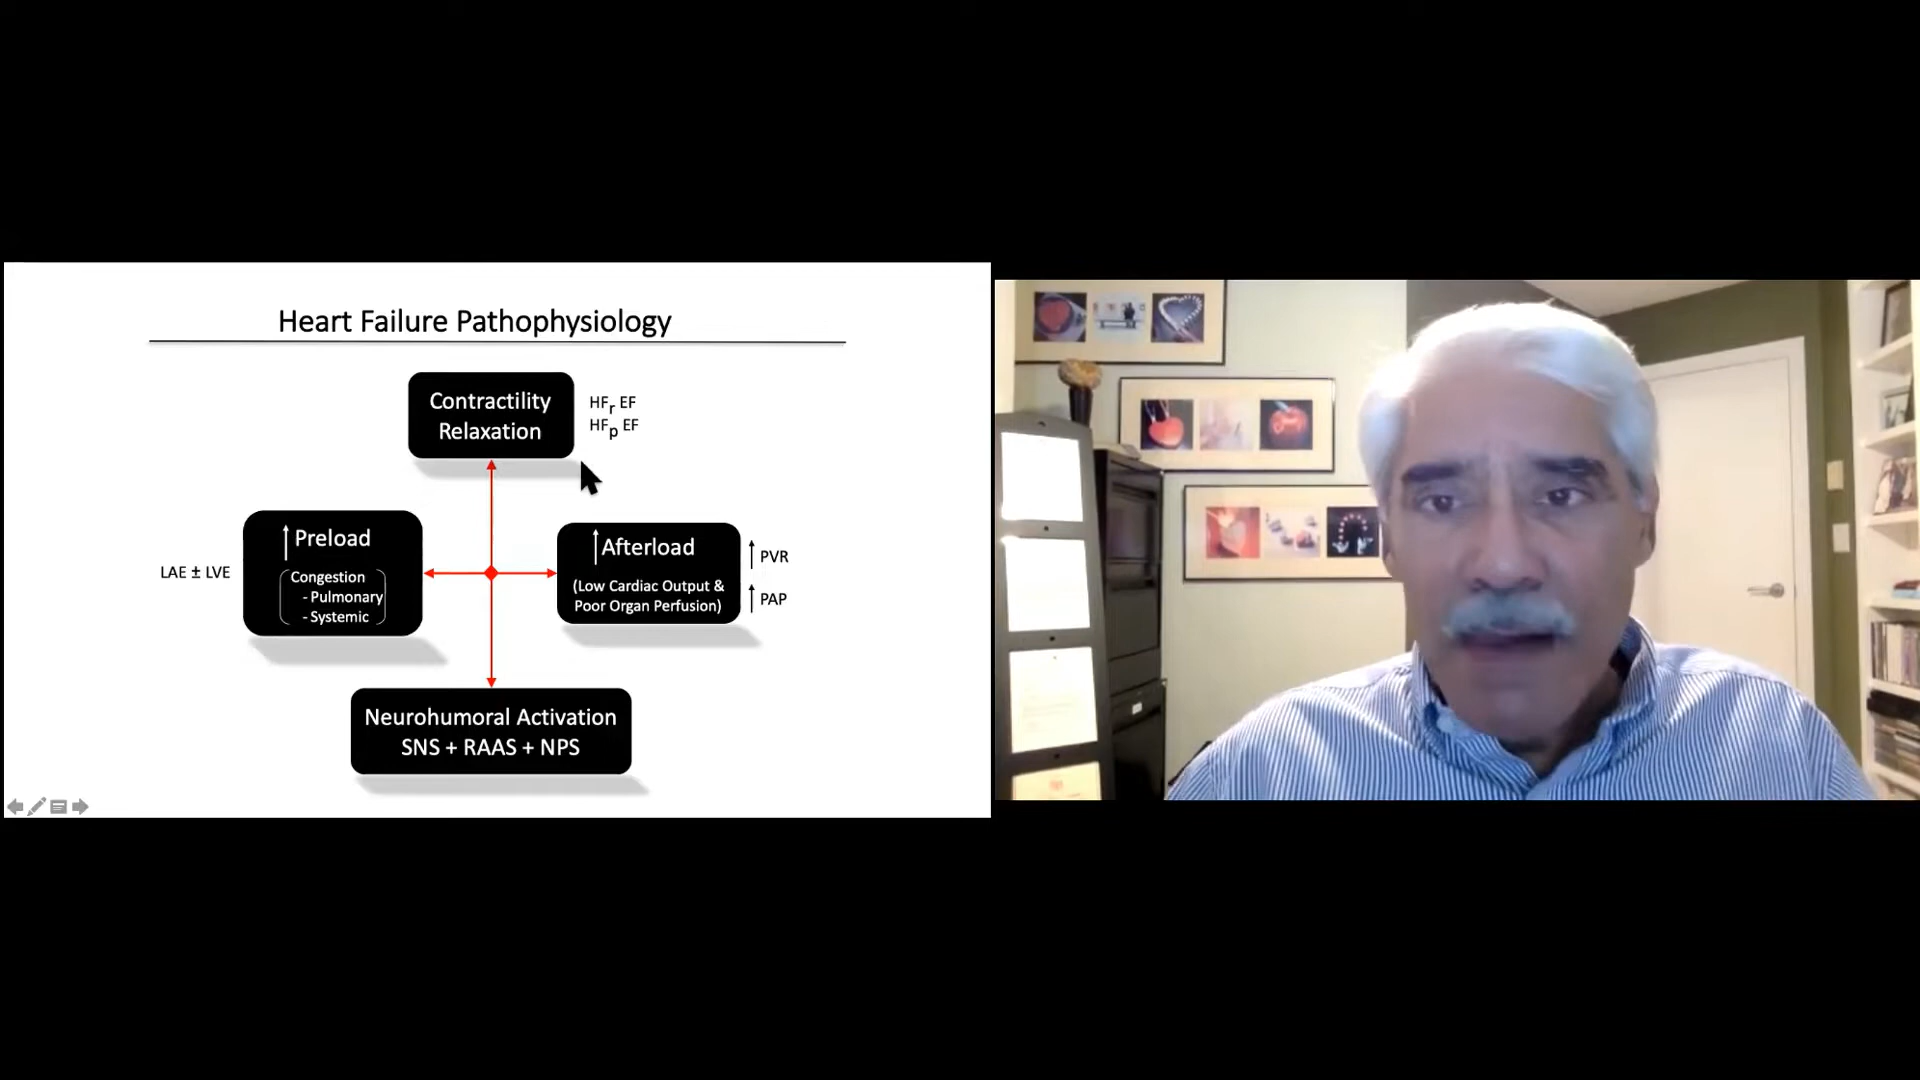 Heart Failure Pathophysiology
Contractility
Relaxation
HFr EF
HFp EF
↑ Preload
Congestion
- Pulmonary
- Systemic
LAE ± LVE
↑ Afterload
(Low Cardiac Output &
Poor Organ Perfusion)
↑ PVR
↑ PAP
Neurohumoral Activation
SNS + RAAS + NPS